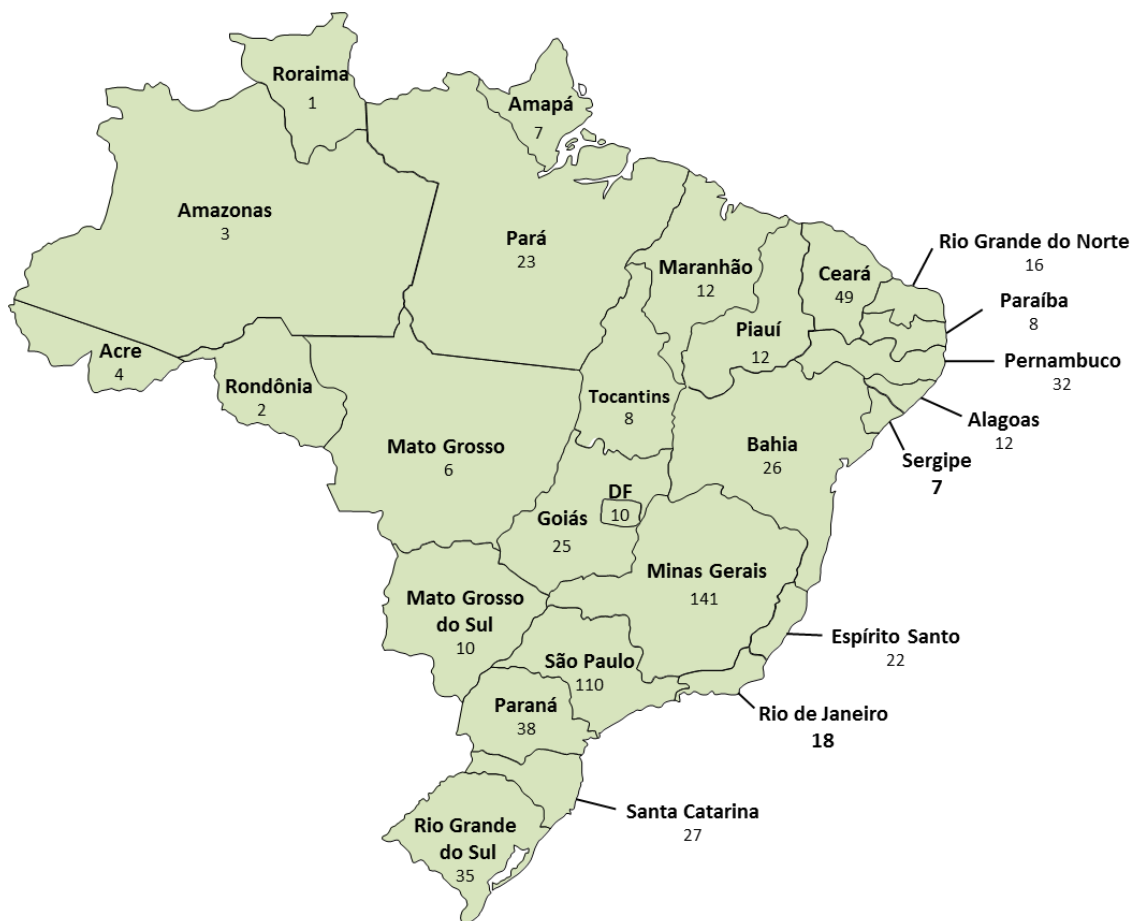 Roraima
1
Amapá
7
Amazonas
3
Pará
23
Maranhão
12
Ceará
49
Rio Grande do Norte
16
Paraíba
8
Piauí
12
Pernambuco
32
Acre
4
Rondônia
2
Tocantins
8
Alagoas
12
Mato Grosso
6
Bahia
26
Sergipe
7
DF
10
Goiás
25
Minas Gerais
141
Mato Grosso
do Sul
10
Espírito Santo
22
São Paulo
110
Paraná
38
Rio de Janeiro
18
Santa Catarina
27
Rio Grande
do Sul
35